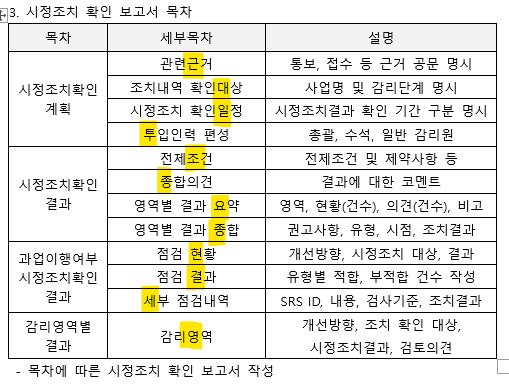 3. 시정조치 확인 보고서 목차
목차 세부목차 설명
시정조치확인 계획
관련근거 통보, 접수 등 근거 공문 명시
조치내역 확인대상 사업명 및 감리단계 명시
시정조치 확인일정 시정조치결과 확인 기간 구분 명시
투입인력 편성 총괄, 수석, 일반 감리원
시정조치확인 결과
전제조건 전제조건 및 제약사항 등
종합의견 결과에 대한 코멘트
영역별 결과 요약 영역, 현황(건수), 의견(건수), 비고
영역별 결과 종합 권고사항, 유형, 시점, 조치결과
과업이행여부
시정조치확인
결과
점검 현황 개선방향, 시정조치 대상, 결과
점검 결과 유형별 적합, 부적합 건수 작성
세부 점검내역 SRS ID, 내용, 검사기준, 조치결과
감리영역별
결과
감리영역
개선방향, 조치 확인 대상,
시정조치결과, 검토의견
- 목차에 따른 시정조치 확인 보고서 작성